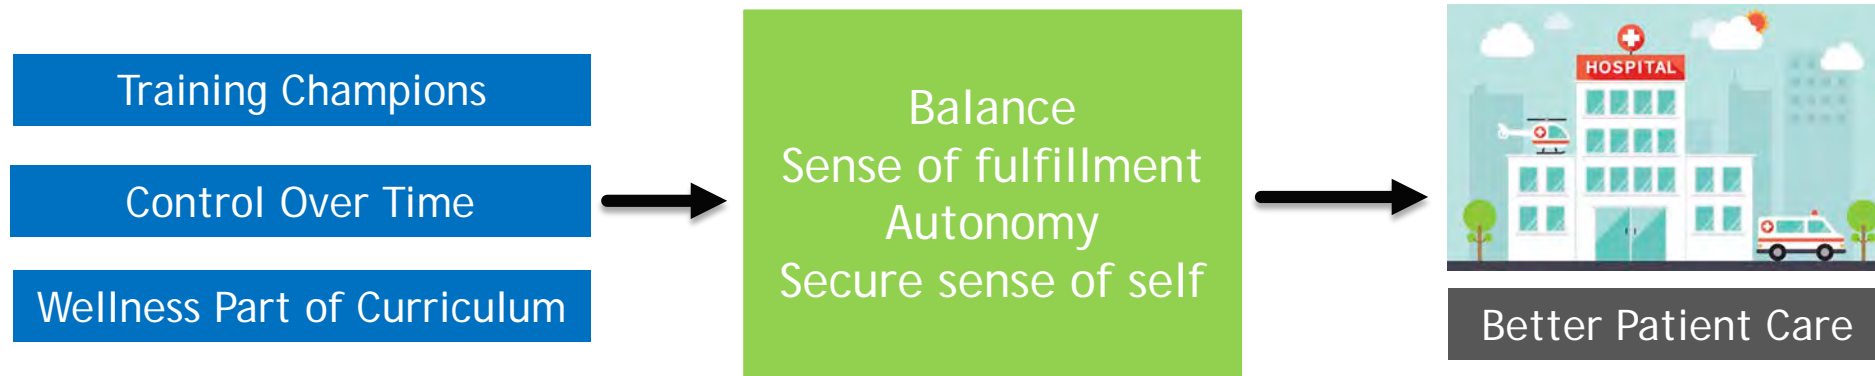 Training Champions
Control Over Time
Wellness Part of Curriculum
Balance
Sense of fulfillment
Autonomy
Secure sense of self
HOSPITAL
Better Patient Care